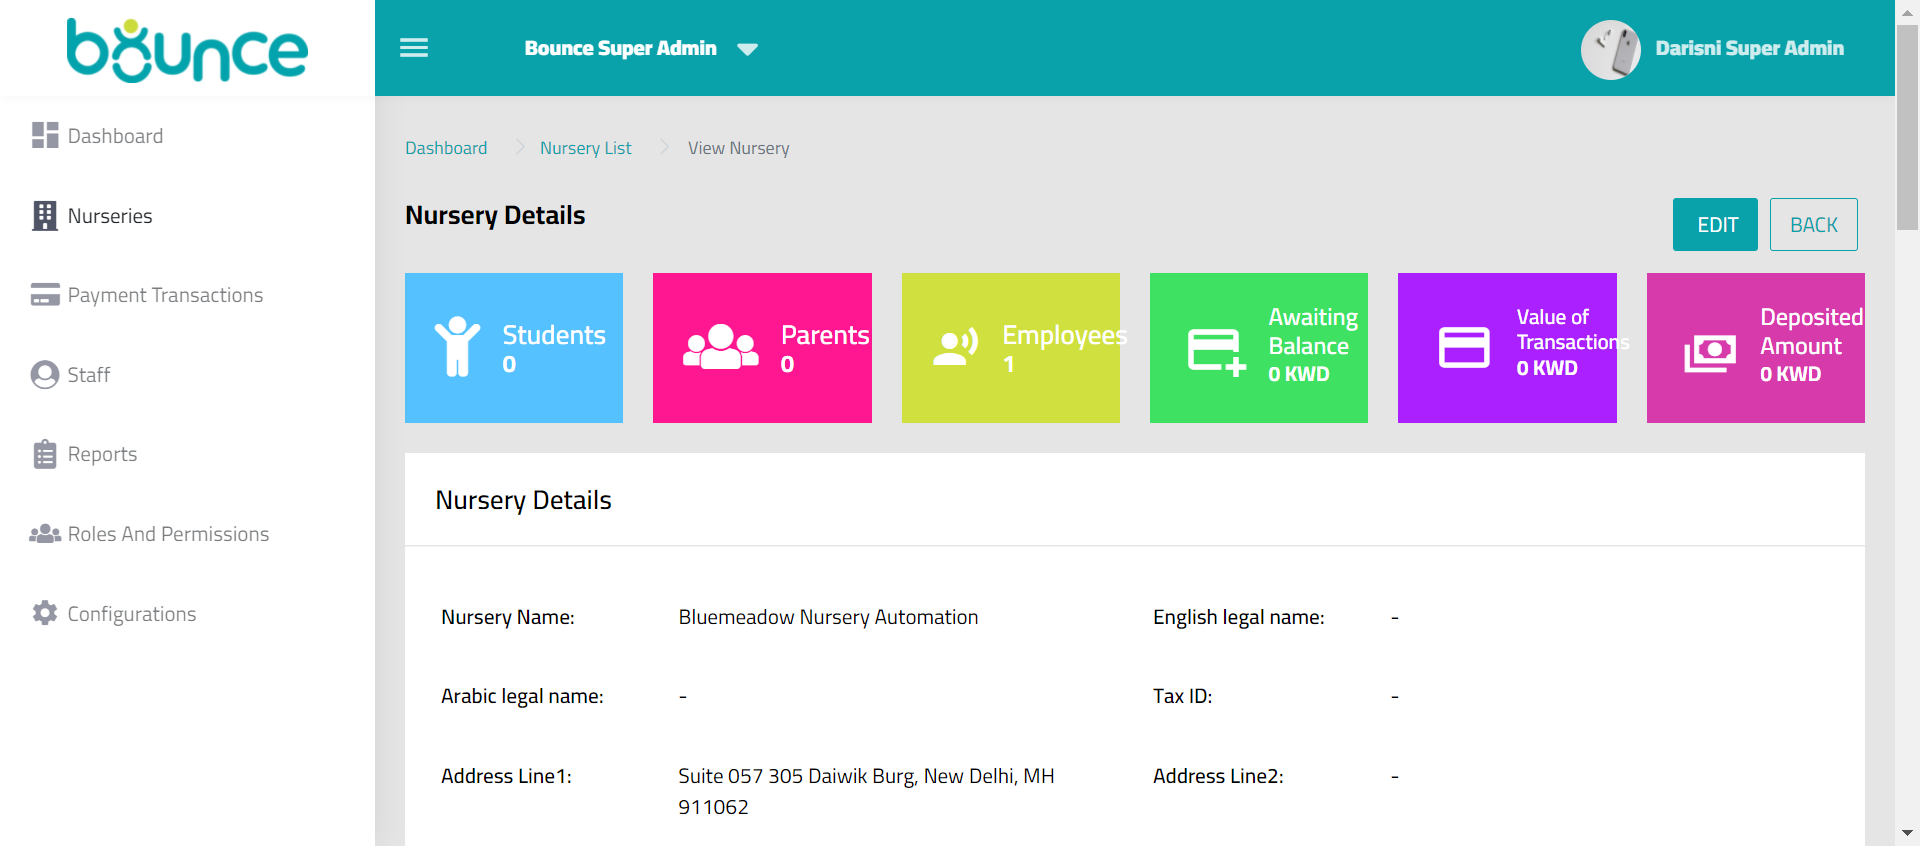 bounce
Bounce Super Admin
Darisni Super Admin
Dashboard
Nurseries
Payment Transactions
Staff
Reports
Roles And Permissions
Configurations
Dashboard Nursery List View Nursery
Nursery Details
EDIT BACK
Students
0
Parents
0
Employees
1
Awaiting
Balance
0 KWD
Value of
Transactions
0 KWD
Deposited
Amount
0 KWD
Nursery Details
Nursery Name: Bluemeadow Nursery Automation English legal name: -
Arabic legal name: - Tax ID: -
Address Line1: Suite 057 305 Daiwik Burg, New Delhi, MH
911062
Address Line2: -